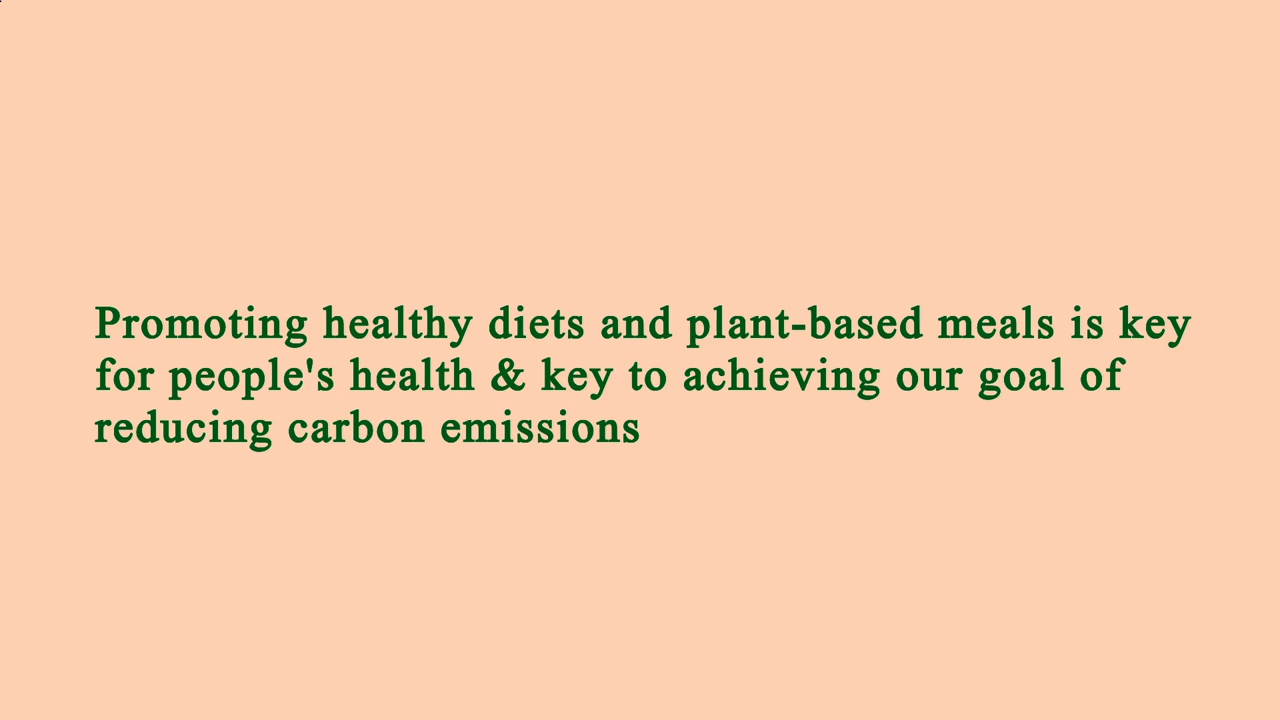 Promoting healthy diets and plant-based meals is key
for people's health & key to achieving our goal of
reducing carbon emissions